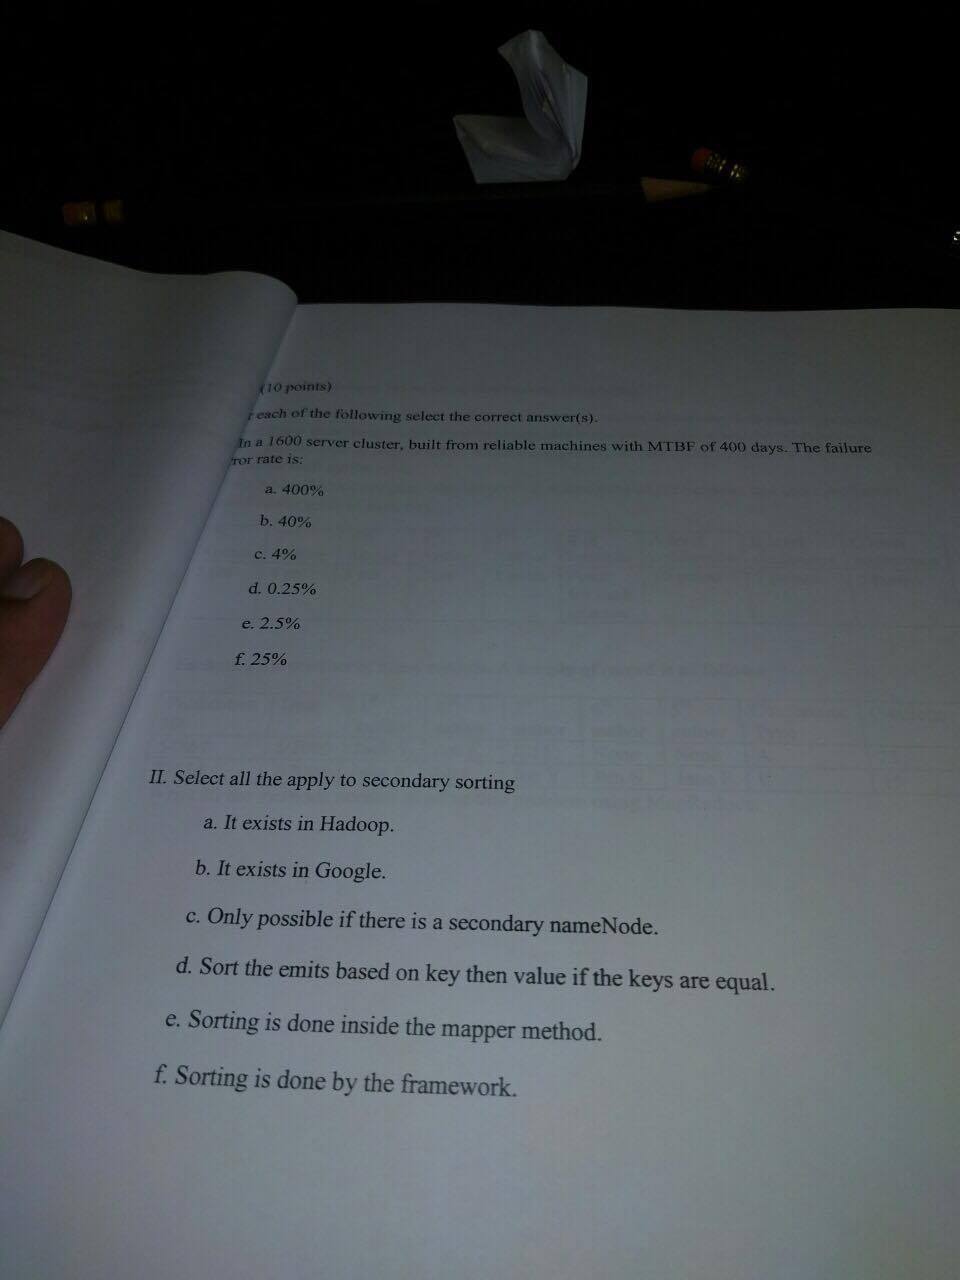 (10 points)
r each of the following select the correct answer(s).
In a 1600 server cluster, built from reliable machines with MTBF of 400 days. The failure
ror rate is:
a. 400%
b. 40%
c. 4%
d. 0.25%
e. 2.5%
f. 25%
II. Select all the apply to secondary sorting
a. It exists in Hadoop.
b. It exists in Google.
c. Only possible if there is a secondary nameNode.
d. Sort the emits based on key then value if the keys are equal.
e. Sorting is done inside the mapper method.
f. Sorting is done by the framework.